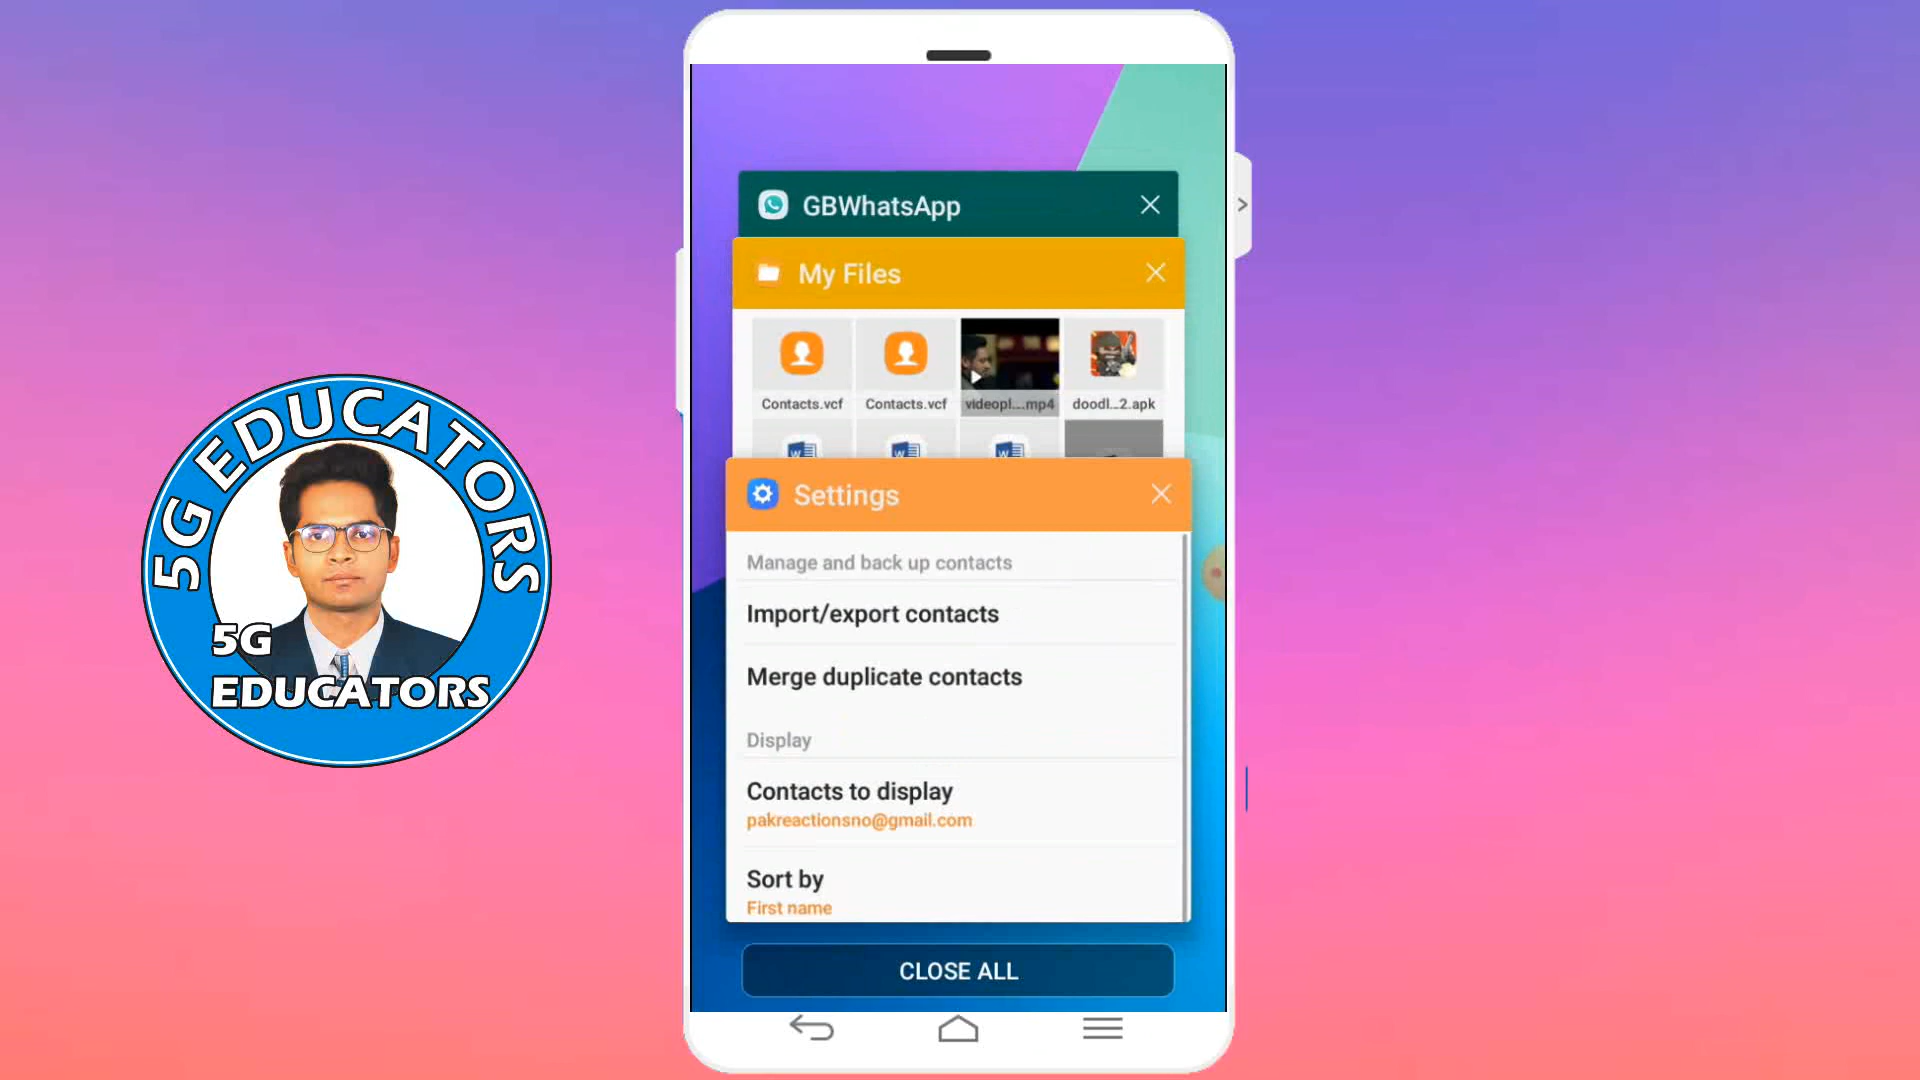 5G EDUCATORS
5G
EDUCATORS
GBWhatsApp
My Files
Contacts.vcf
Contacts.vcf
videopl....mp4
doodl...2.apk
W
W
W
Settings
Manage and back up contacts
Import/export contacts
Merge duplicate contacts
Display
Contacts to display
pakreactionsno@gmail.com
Sort by
First name
CLOSE ALL